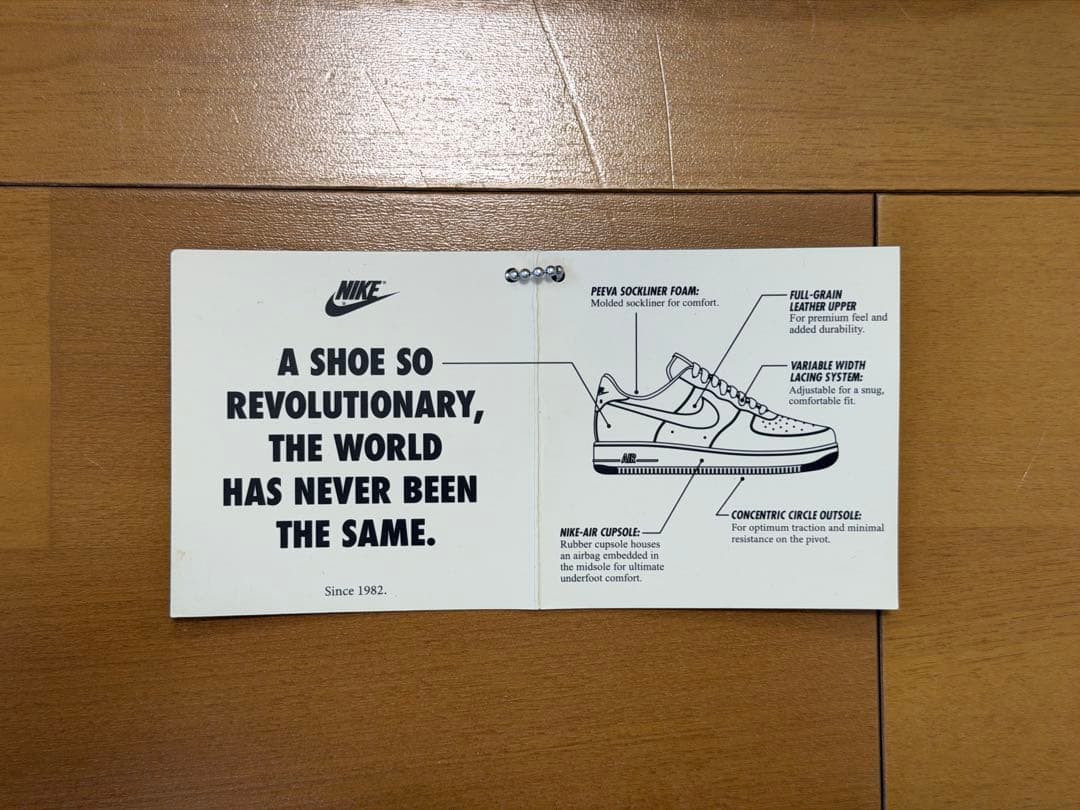 NIKE
A SHOE SO
REVOLUTIONARY,
THE WORLD
HAS NEVER BEEN
THE SAME.
Since 1982.
PEEVA SOCKLINER FOAM:
Molded sockliner for comfort.
FULL-GRAIN
LEATHER UPPER
For premium feel and
added durability.
VARIABLE WIDTH
LACING SYSTEM:
Adjustable for a snug,
comfortable fit.
AIR
CONCENTRIC CIRCLE OUTSOLE:
For optimum traction and minimal
resistance on the pivot.
NIKE-AIR CUPSOLE:
Rubber cupsole houses
an airbag embedded in
the midsole for ultimate
underfoot comfort.